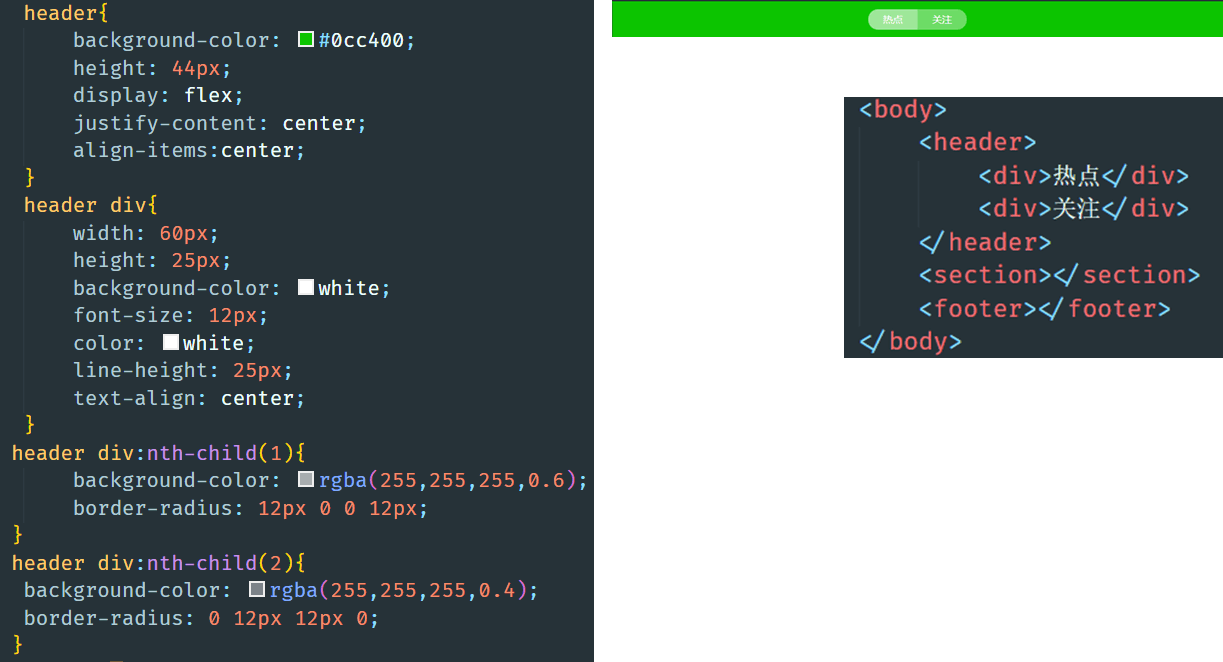 header{
background-color: #0cc400;
height: 44px;
display: flex;
justify-content: center;
align-items:center;
}
header div{
width: 60px;
height: 25px;
background-color: white;
font-size: 12px;
color: white;
line-height: 25px;
text-align: center;
}
header div:nth-child(1){
background-color: rgba(255,255,255,0.6);
border-radius: 12px 0 0 12px;
}
header div:nth-child(2){
background-color: rgba(255,255,255,0.4);
border-radius: 0 12px 12px 0;
}
热点 关注
<body>
<header>
<div>热点</div>
<div>关注</div>
</header>
<section></section>
<footer></footer>
</body>